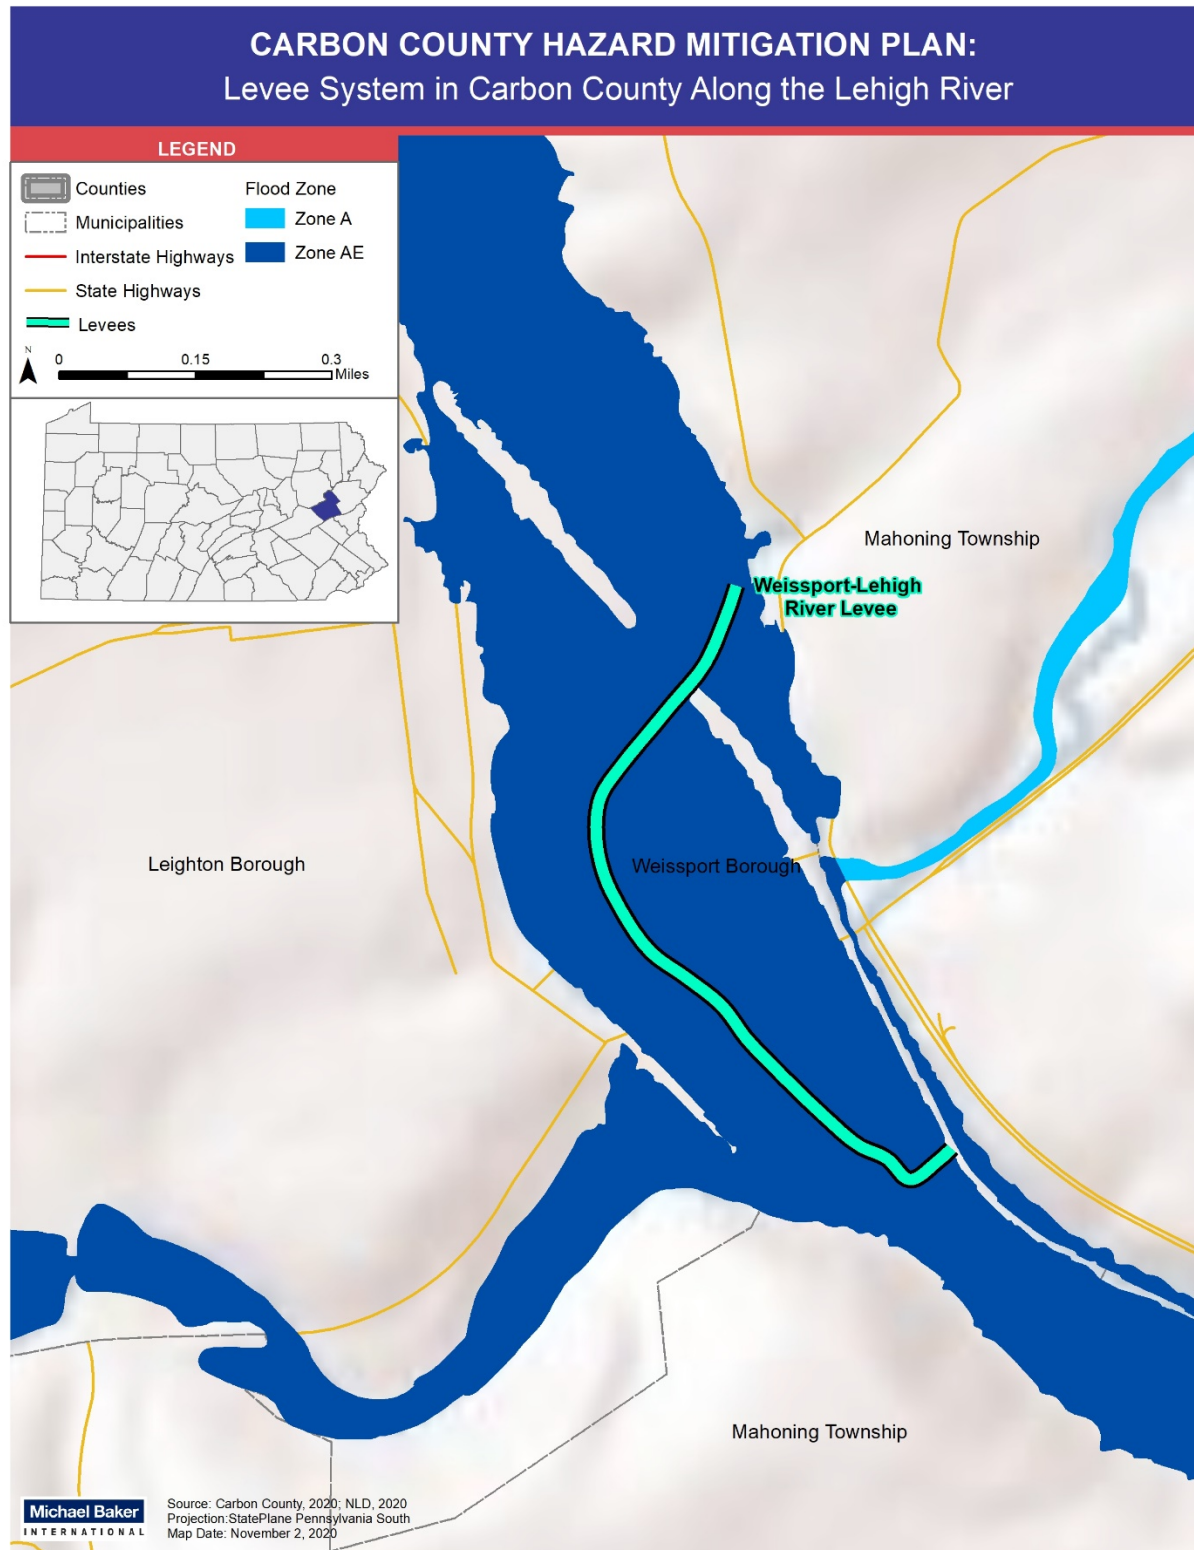 CARBON COUNTY HAZARD MITIGATION PLAN:
Levee System in Carbon County Along the Lehigh River
LEGEND
Counties
Municipalities
Interstate Highways
State Highways
Levees
Flood Zone
Zone A
Zone AE
N
0 0.15 0.3
Miles
Mahoning Township
Weissport-Lehigh
River Levee
Leighton Borough
Weissport Borough
Mahoning Township
Michael Baker
INTERNATIONAL
Source: Carbon County, 2020; NLD, 2020
Projection:StatePlane Pennsylvania South
Map Date: November 2, 2020